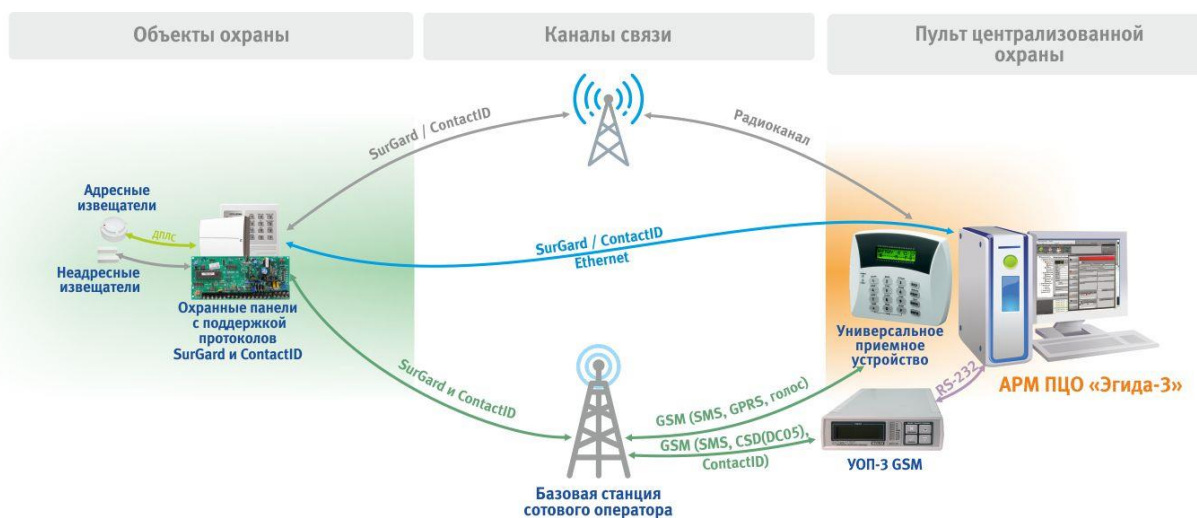 Объекты охраны
Каналы связи
Пульт централизованной
охраны
SurGard / ContactID
Радиоканал
Адресные
извещатели
ДПЛС
Неадресные
извещатели
SurGard / ContactID
Ethernet
Охранные панели
с поддержкой
протоколов
SurGard и ContactID
Универсальное
приемное
устройство
SurGard и ContactID
GSM (SMS, GPRS, голос)
GSM (SMS, CSD(DC05),
ContactID)
RS-232
АРМ ПЦО «Эгида-3»
УОП-3 GSM
Базовая станция
сотового оператора